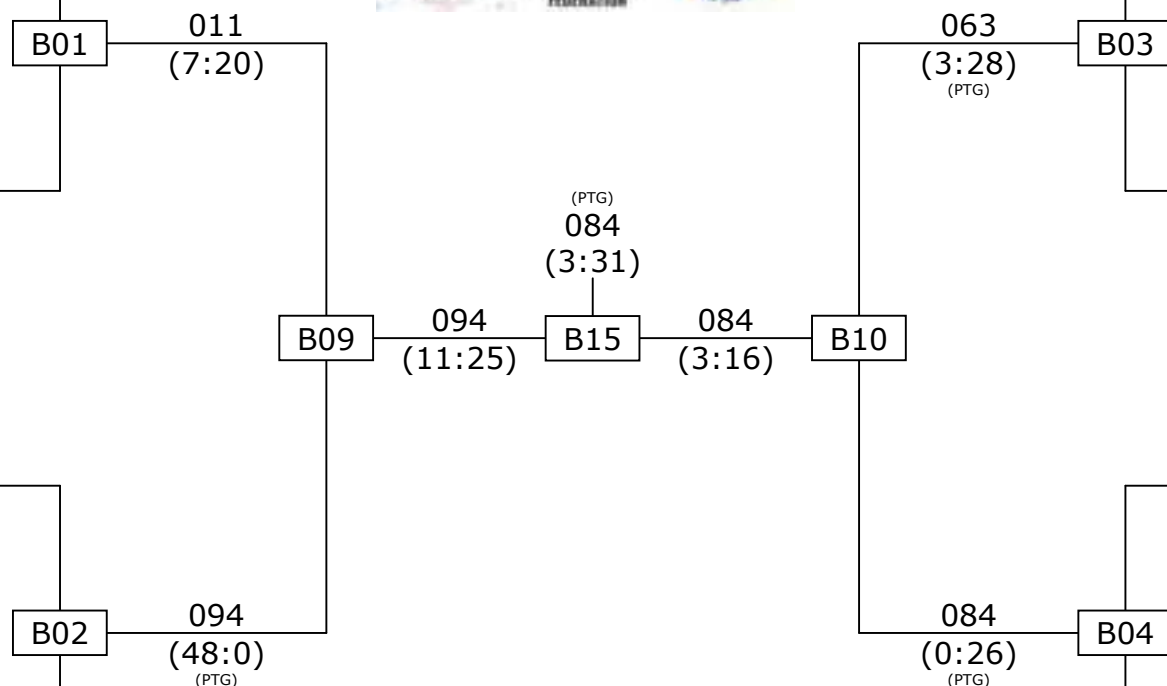 011
063
B01
B03
(7:20)
(3:28)
(PTG)
(PTG)
084
(3:31)
094
084
B09
B15
B10
(11:25)
(3:16)
094
084
B02
B04
(48:0)
(0:26)
(PTG)
(PTG)